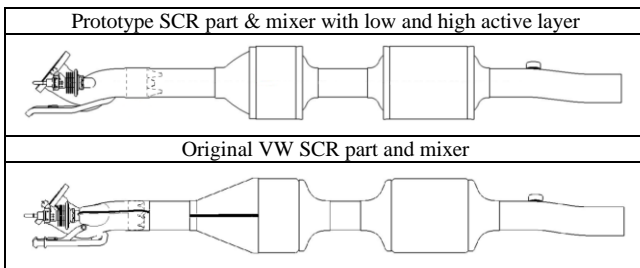 Prototype SCR part & mixer with low and high active layer
Original VW SCR part and mixer